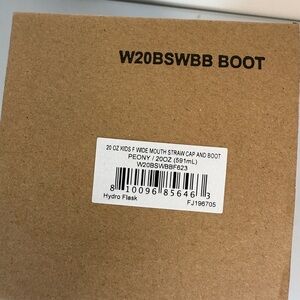 W20BSWBB BOOT
20 OZ KIDS F WIDE MOUTH STRAW CAP AND BOOT
PEONY / 20OZ (591mL)
W20BSWBBF623
8 10096 85646 3
Hydro Flask FJ196705